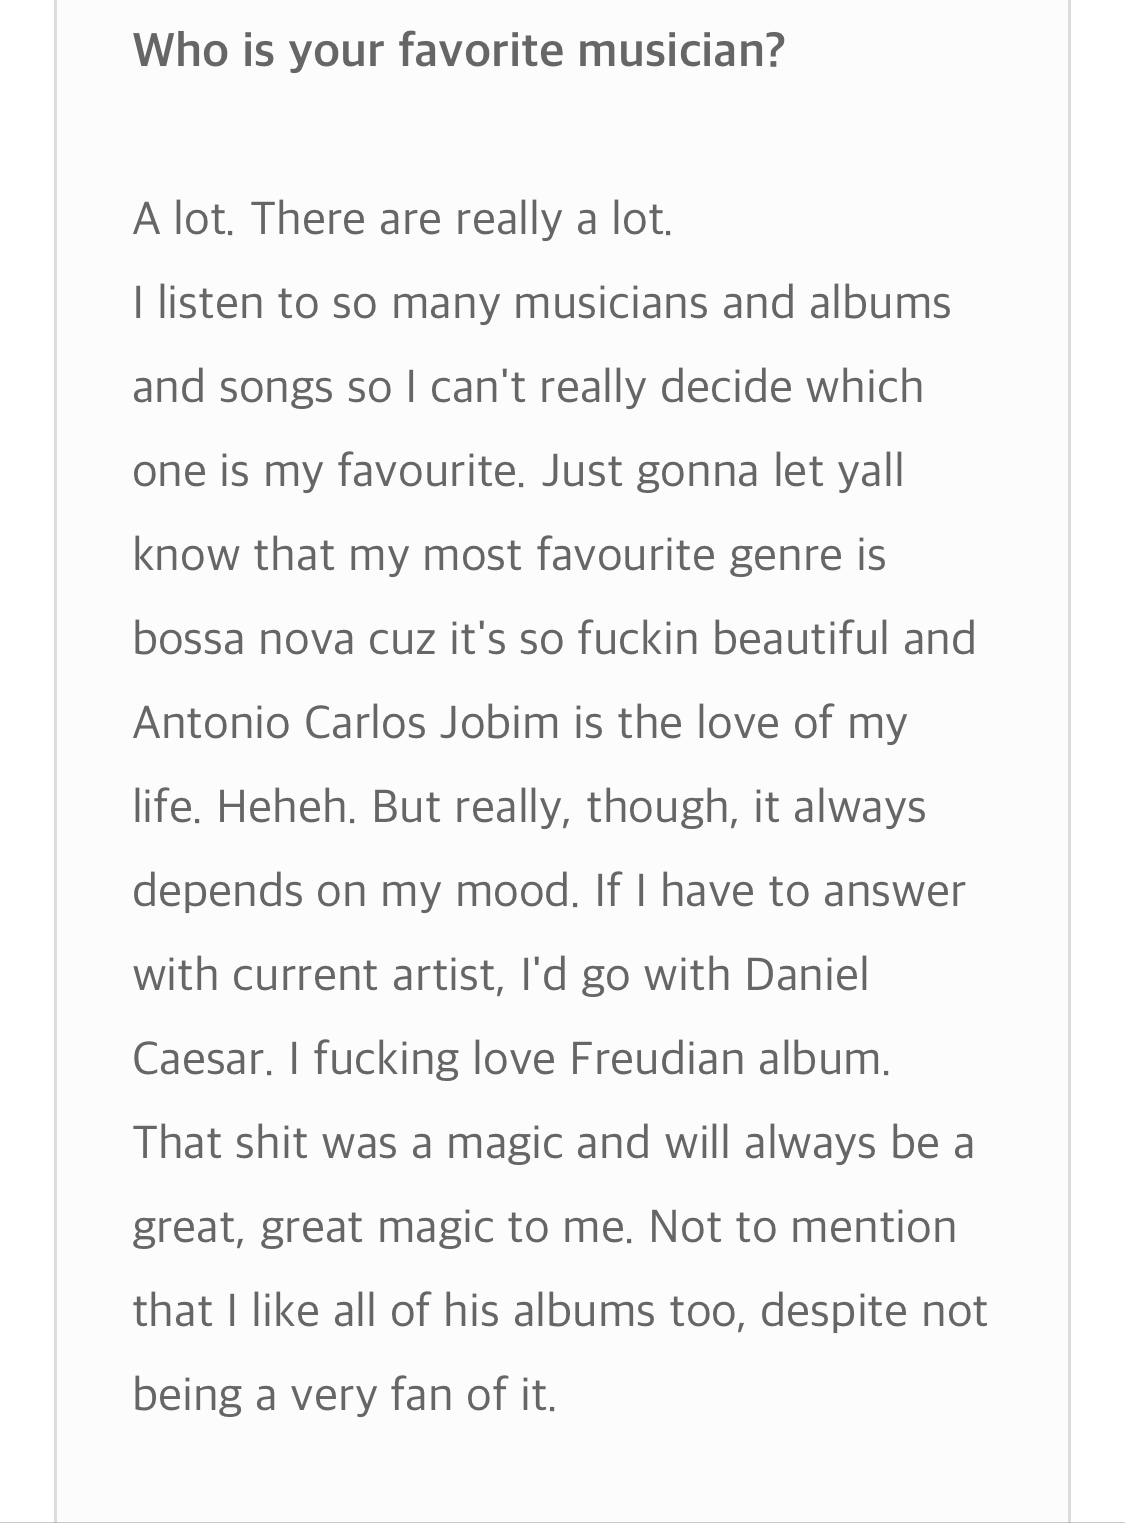 Who is your favorite musician?
A lot. There are really a lot.
I listen to so many musicians and albums
and songs so I can't really decide which
one is my favourite. Just gonna let yall
know that my most favourite genre is
bossa nova cuz it's so fuckin beautiful and
Antonio Carlos Jobim is the love of my
life. Heheh. But really, though, it always
depends on my mood. If I have to answer
with current artist, I'd go with Daniel
Caesar. I fucking love Freudian album.
That shit was a magic and will always be a
great, great magic to me. Not to mention
that I like all of his albums too, despite not
being a very fan of it.